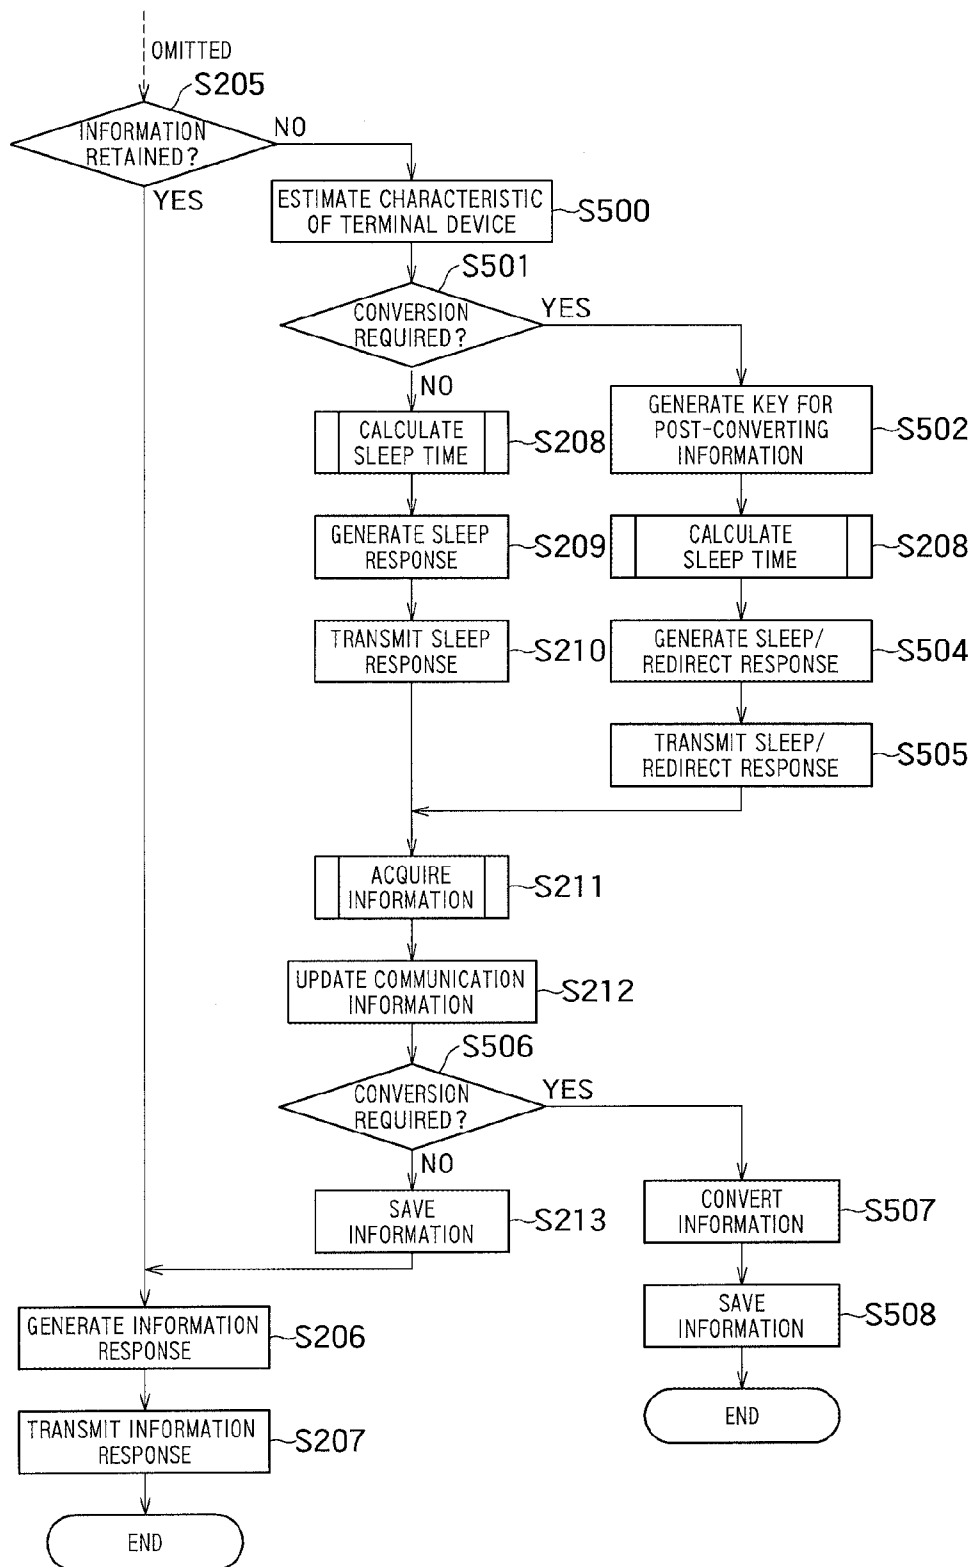 OMITTED
S205
INFORMATION
RETAINED?
NO
YES
ESTIMATE CHARACTERISTIC
OF TERMINAL DEVICE
S500
S501
CONVERSION
REQUIRED?
YES
NO
CALCULATE
SLEEP TIME
S208
GENERATE KEY FOR
POST-CONVERTING
INFORMATION
S502
GENERATE SLEEP
RESPONSE
S209
CALCULATE
SLEEP TIME
S208
TRANSMIT SLEEP
RESPONSE
S210
GENERATE SLEEP/
REDIRECT RESPONSE
S504
TRANSMIT SLEEP/
REDIRECT RESPONSE
S505
ACQUIRE
INFORMATION
S211
UPDATE COMMUNICATION
INFORMATION
S212
S506
CONVERSION
REQUIRED?
YES
NO
SAVE
INFORMATION
S213
CONVERT
INFORMATION
S507
SAVE
INFORMATION
S508
END
GENERATE INFORMATION
RESPONSE
S206
TRANSMIT INFORMATION
RESPONSE
S207
END